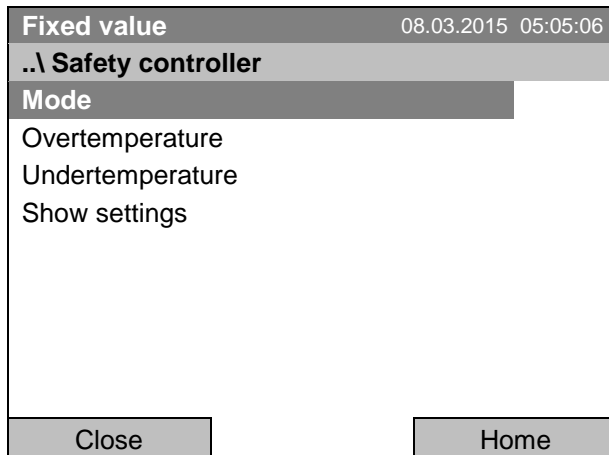 Fixed value 08.03.2015 05:05:06
..\ Safety controller
Mode
Overtemperature
Undertemperature
Show settings
Close Home